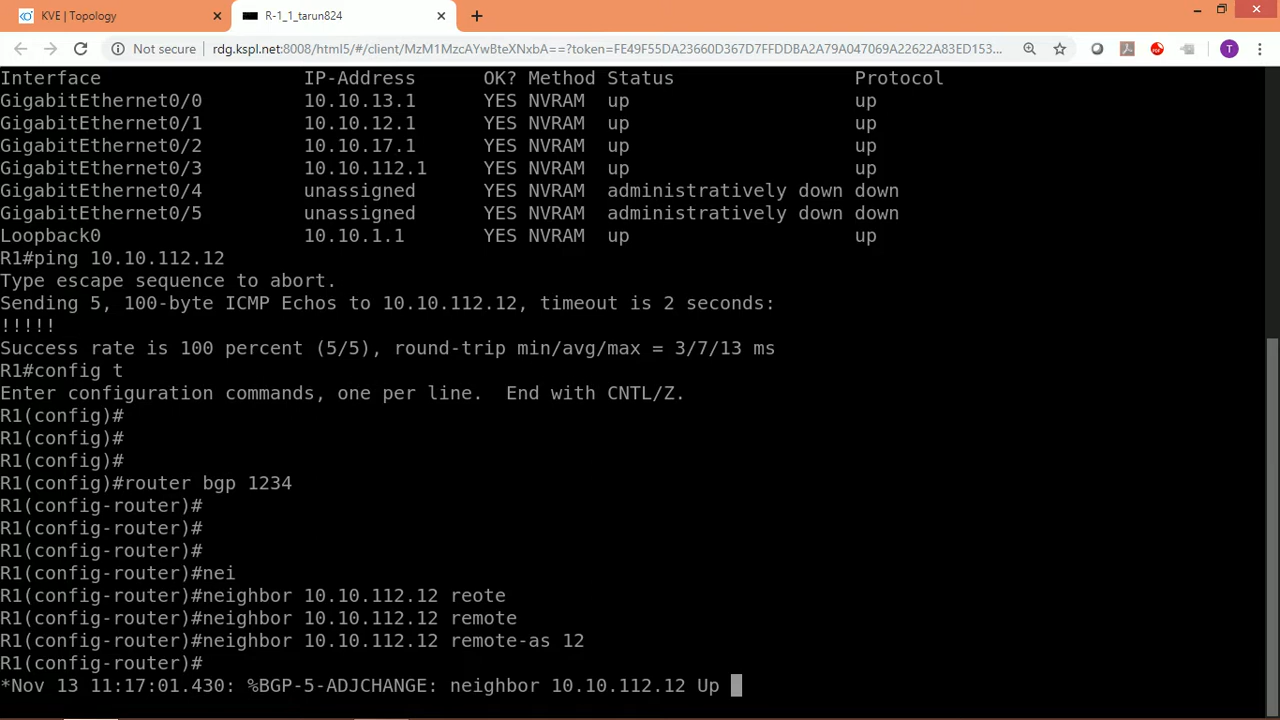 KVE | Topology
R-1_1_tarun824
Not secure
rdg.kspl.net:8008/html5/#/client/MzM1MzcAYwBteXNxbA==?token=FE49F55DA23660D367D7FFDDBA2A79A047069A22622A83ED153...
T
Interface IP-Address OK? Method Status Protocol
GigabitEthernet0/0 10.10.13.1 YES NVRAM up up
GigabitEthernet0/1 10.10.12.1 YES NVRAM up up
GigabitEthernet0/2 10.10.17.1 YES NVRAM up up
GigabitEthernet0/3 10.10.112.1 YES NVRAM up up
GigabitEthernet0/4 unassigned YES NVRAM administratively down down
GigabitEthernet0/5 unassigned YES NVRAM administratively down down
Loopback0 10.10.1.1 YES NVRAM up up
R1#ping 10.10.112.12
Type escape sequence to abort.
Sending 5, 100-byte ICMP Echos to 10.10.112.12, timeout is 2 seconds:
!!!!!
Success rate is 100 percent (5/5), round-trip min/avg/max = 3/7/13 ms
R1#config t
Enter configuration commands, one per line.  End with CNTL/Z.
R1(config)#
R1(config)#
R1(config)#
R1(config)#router bgp 1234
R1(config-router)#
R1(config-router)#
R1(config-router)#
R1(config-router)#nei
R1(config-router)#neighbor 10.10.112.12 reote
R1(config-router)#neighbor 10.10.112.12 remote
R1(config-router)#neighbor 10.10.112.12 remote-as 12
R1(config-router)#
*Nov 13 11:17:01.430: %BGP-5-ADJCHANGE: neighbor 10.10.112.12 Up